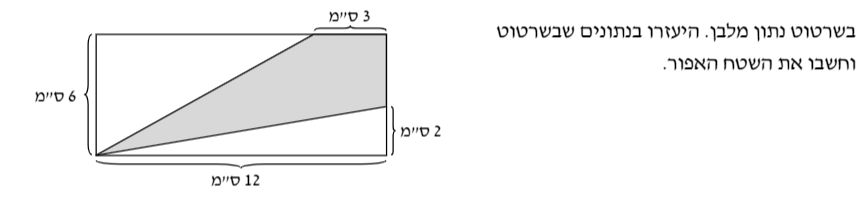 בשרטוט נתון מלבן. היעזרו בנתונים שבשרטוט
וחשבו את השטח האפור.
3 ס״מ
6 ס״מ
2 ס״מ
12 ס״מ